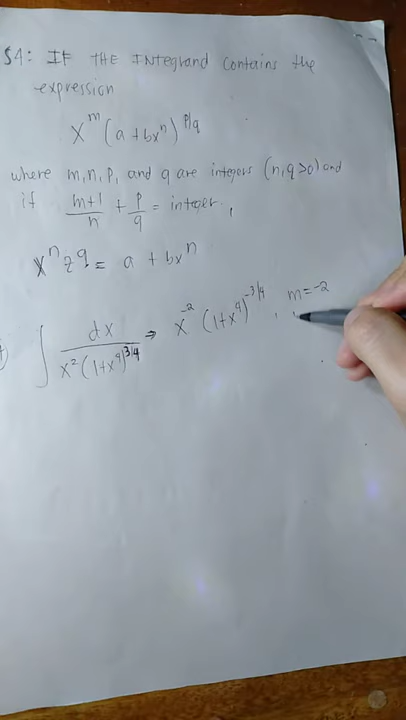 S4: IF THE Integrand contains the
expression
x^m (a + bx^n)^p/q
where m, n, p, and q are integers (n, q > 0) and
if (m+1)/n + p/q = integer,
x^n z^q = a + bx^n
∫ dx / (x^2 (1+x^4)^3/4) ⇒ x^-2 (1+x^4)^-3/4, m = -2